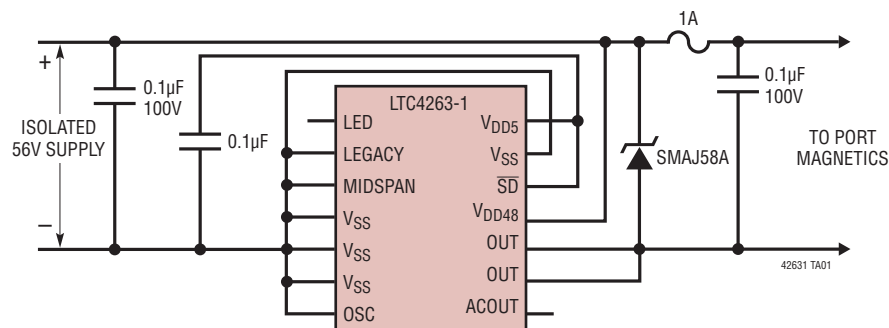 1A
+
0.1µF
100V
ISOLATED
56V SUPPLY
0.1µF
–
LTC4263-1
LED
LEGACY
MIDSPAN
VSS
VSS
VSS
OSC
VDD5
VSS
SD
VDD48
OUT
OUT
ACOUT
SMAJ58A
0.1µF
100V
TO PORT
MAGNETICS
42631 TA01